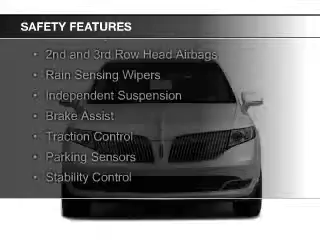 SAFETY FEATURES
• 2nd and 3rd Row Head Airbags
• Rain Sensing Wipers
• Independent Suspension
• Brake Assist
• Traction Control
• Parking Sensors
• Stability Control